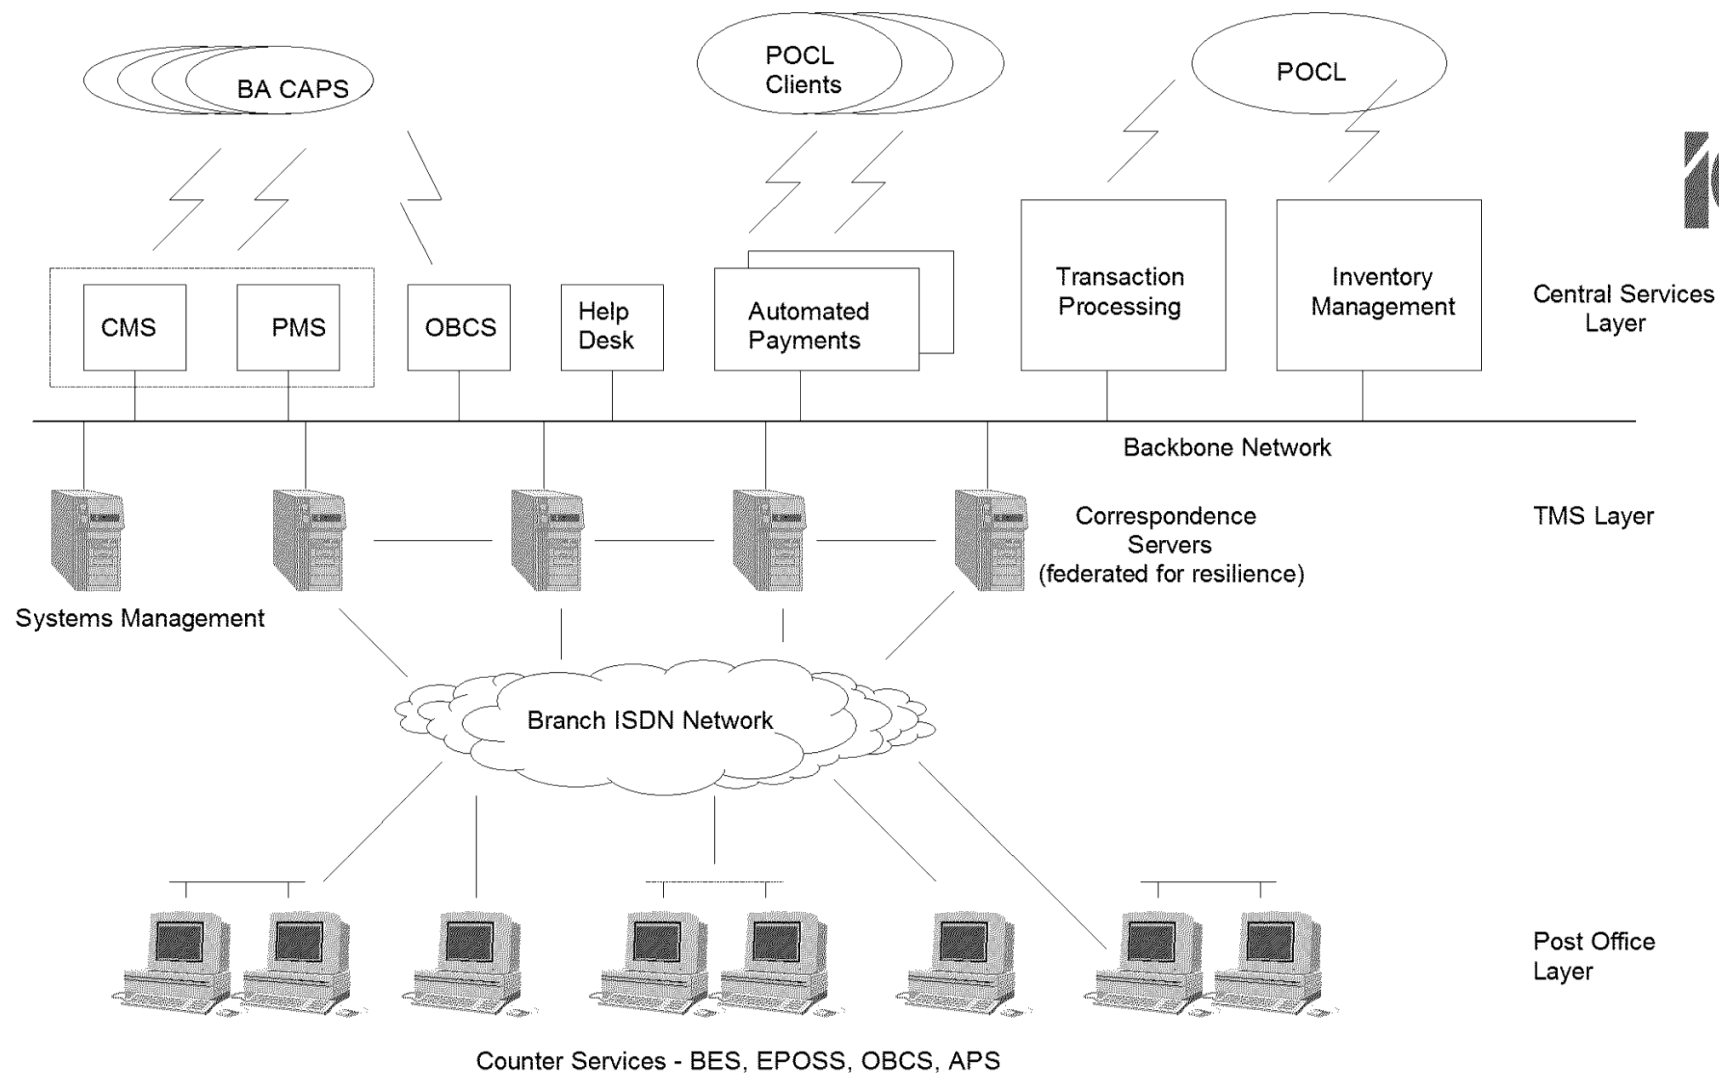 BA CAPS
POCL
Clients
POCL
CMS
PMS
OBCS
Help
Desk
Automated
Payments
Transaction
Processing
Inventory
Management
Central Services
Layer
Backbone Network
Correspondence
Servers
(federated for resilience)
TMS Layer
Systems Management
Branch ISDN Network
Post Office
Layer
Counter Services - BES, EPOSS, OBCS, APS